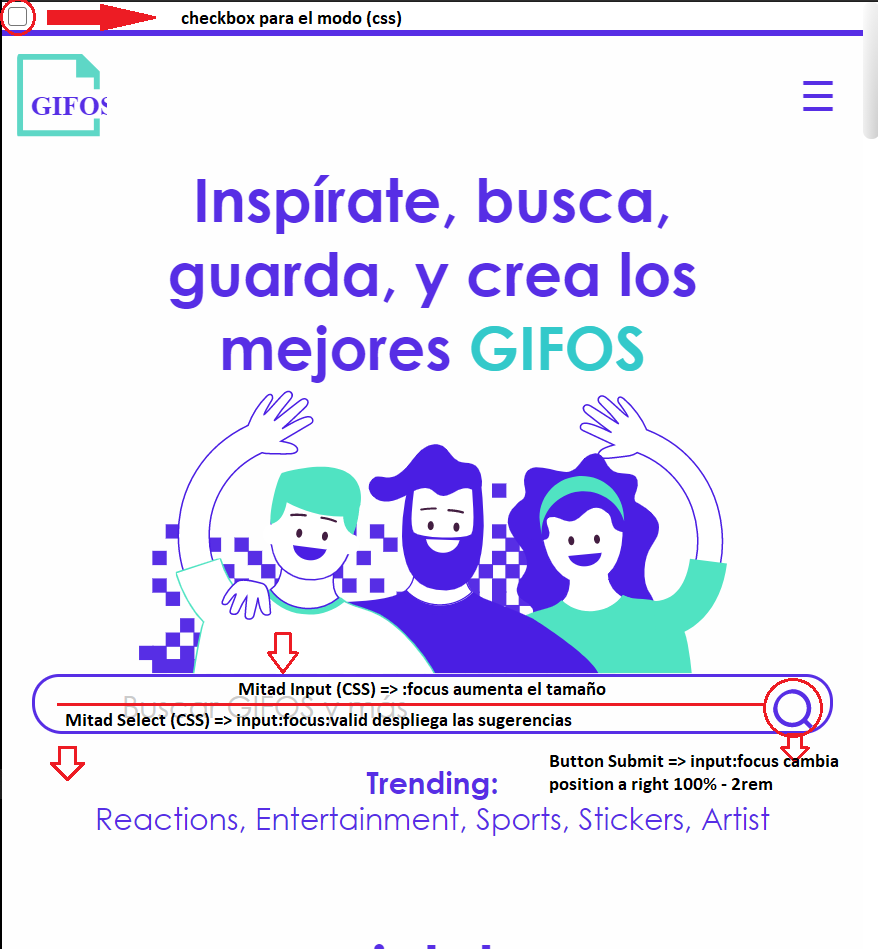 checkbox para el modo (css)
GIFOS
Inspírate, busca,
guarda, y crea los
mejores GIFOS
Mitad Input (CSS) => :focus aumenta el tamaño
Buscar GIFOS y más
Mitad Select (CSS) => input:focus:valid despliega las sugerencias
Button Submit => input:focus cambia
position a right 100% - 2rem
Trending:
Reactions, Entertainment, Sports, Stickers, Artist